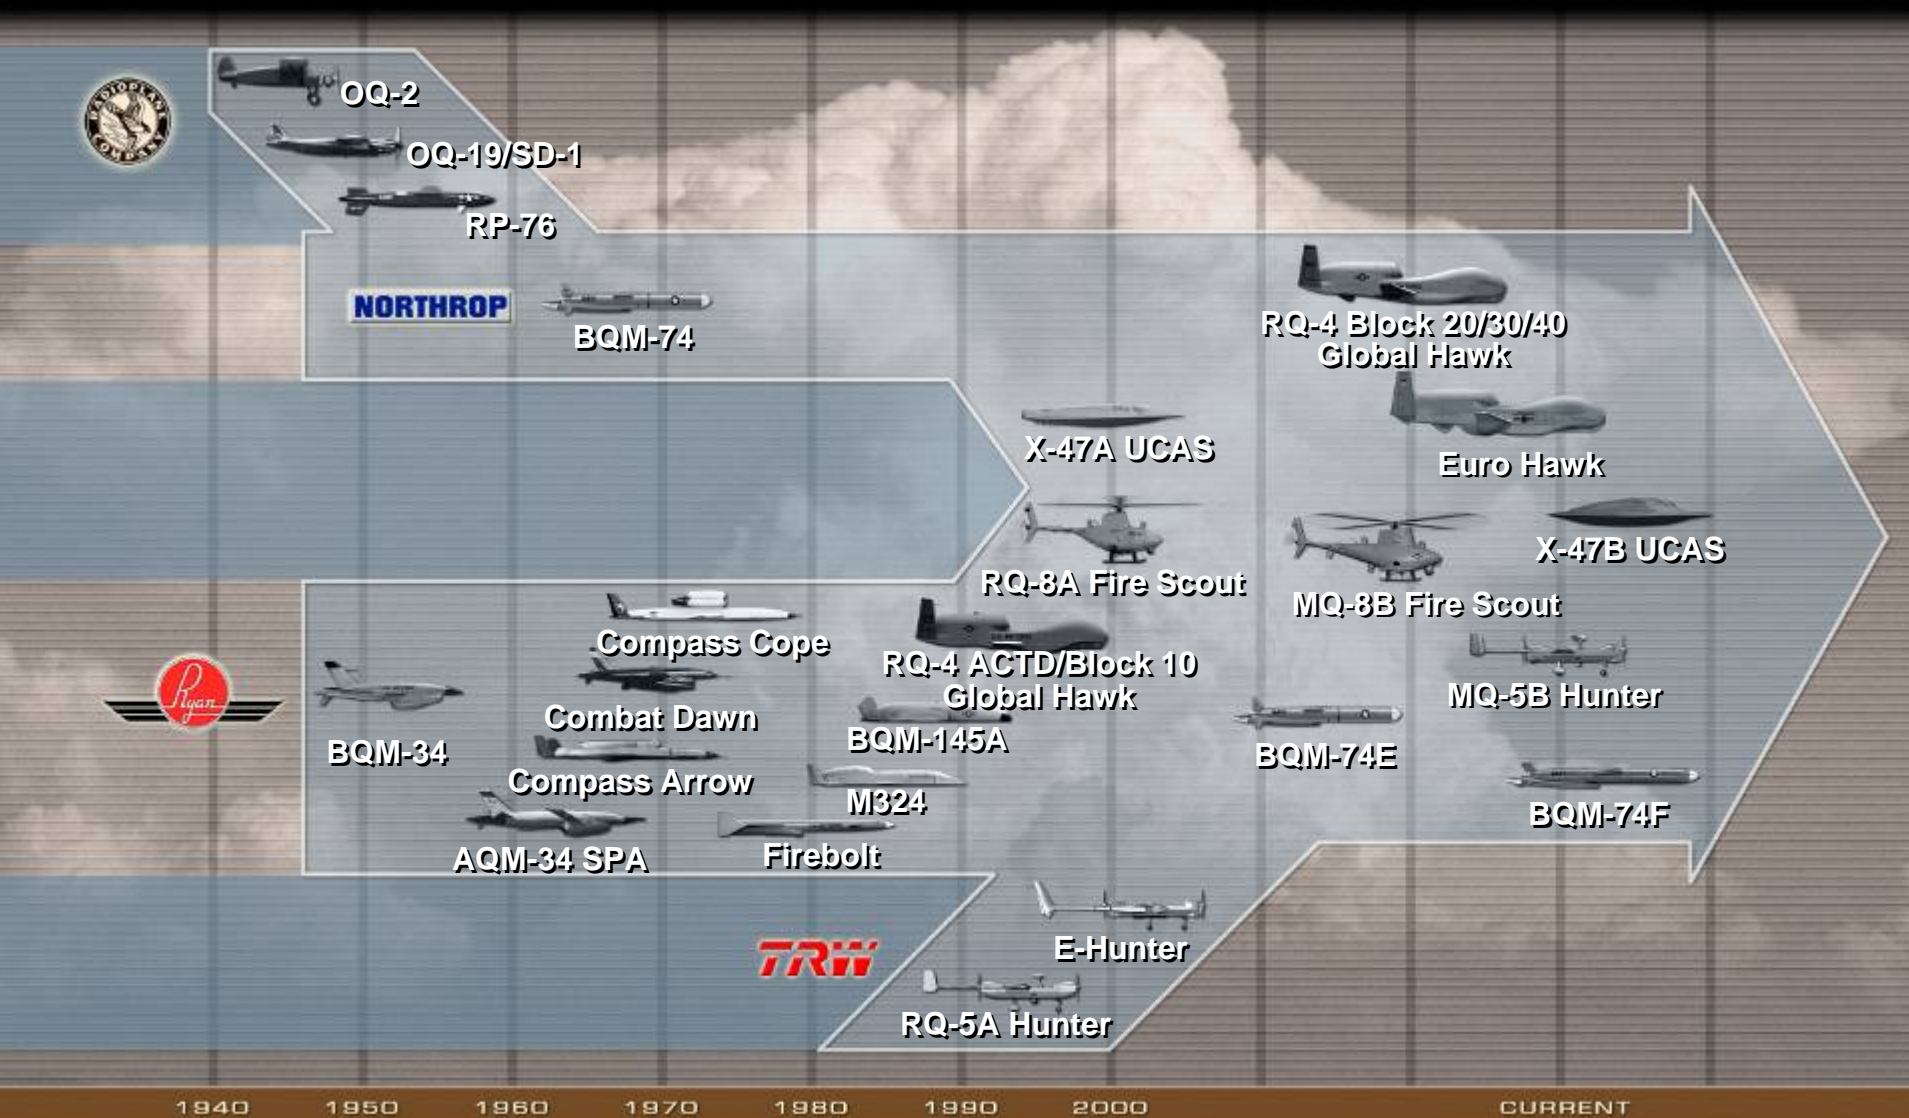 RADIOPLANE COMPANY
OQ-2
OQ-19/SD-1
RP-76
NORTHROP
BQM-74
RQ-4 Block 20/30/40
Global Hawk
X-47A UCAS
Euro Hawk
RQ-8A Fire Scout
X-47B UCAS
MQ-8B Fire Scout
Ryan
Compass Cope
RQ-4 ACTD/Block 10
Global Hawk
MQ-5B Hunter
Combat Dawn
BQM-34
BQM-145A
BQM-74E
Compass Arrow
M324
BQM-74F
AQM-34 SPA
Firebolt
TRW
E-Hunter
RQ-5A Hunter
1940 1950 1960 1970 1980 1990 2000 CURRENT